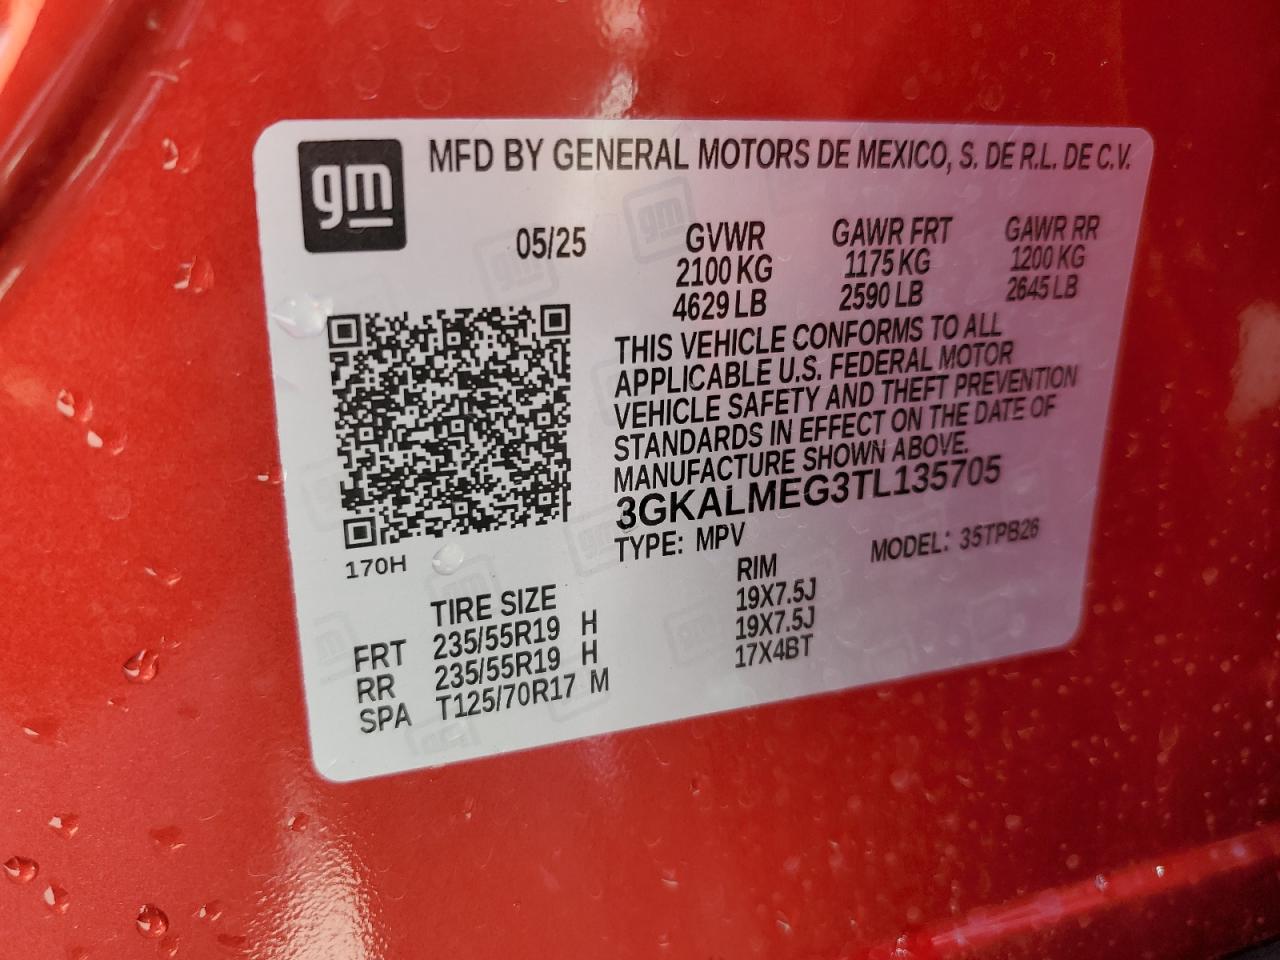 gm
MFD BY GENERAL MOTORS DE MEXICO, S. DE R.L. DE C.V.
05/25
GVWR GAWR FRT GAWR RR
2100 KG 1175 KG 1200 KG
4629 LB 2590 LB 2645 LB
THIS VEHICLE CONFORMS TO ALL
APPLICABLE U.S. FEDERAL MOTOR
VEHICLE SAFETY AND THEFT PREVENTION
STANDARDS IN EFFECT ON THE DATE OF
MANUFACTURE SHOWN ABOVE.
3GKALMEG3TL135705
TYPE: MPV MODEL: 35TPB26
170H
TIRE SIZE RIM
FRT 235/55R19 H 19X7.5J
RR 235/55R19 H 19X7.5J
SPA T125/70R17 M 17X4BT